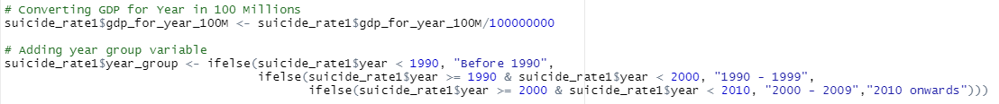 # Converting GDP for Year in 100 Millions
suicide_rate1$gdp_for_year_100M <- suicide_rate1$gdp_for_year_100M/100000000
# Adding year group variable
suicide_rate1$year_group <- ifelse(suicide_rate1$year < 1990, "Before 1990",
ifelse(suicide_rate1$year >= 1990 & suicide_rate1$year < 2000, "1990 - 1999",
ifelse(suicide_rate1$year >= 2000 & suicide_rate1$year < 2010, "2000 - 2009","2010 onwards")))